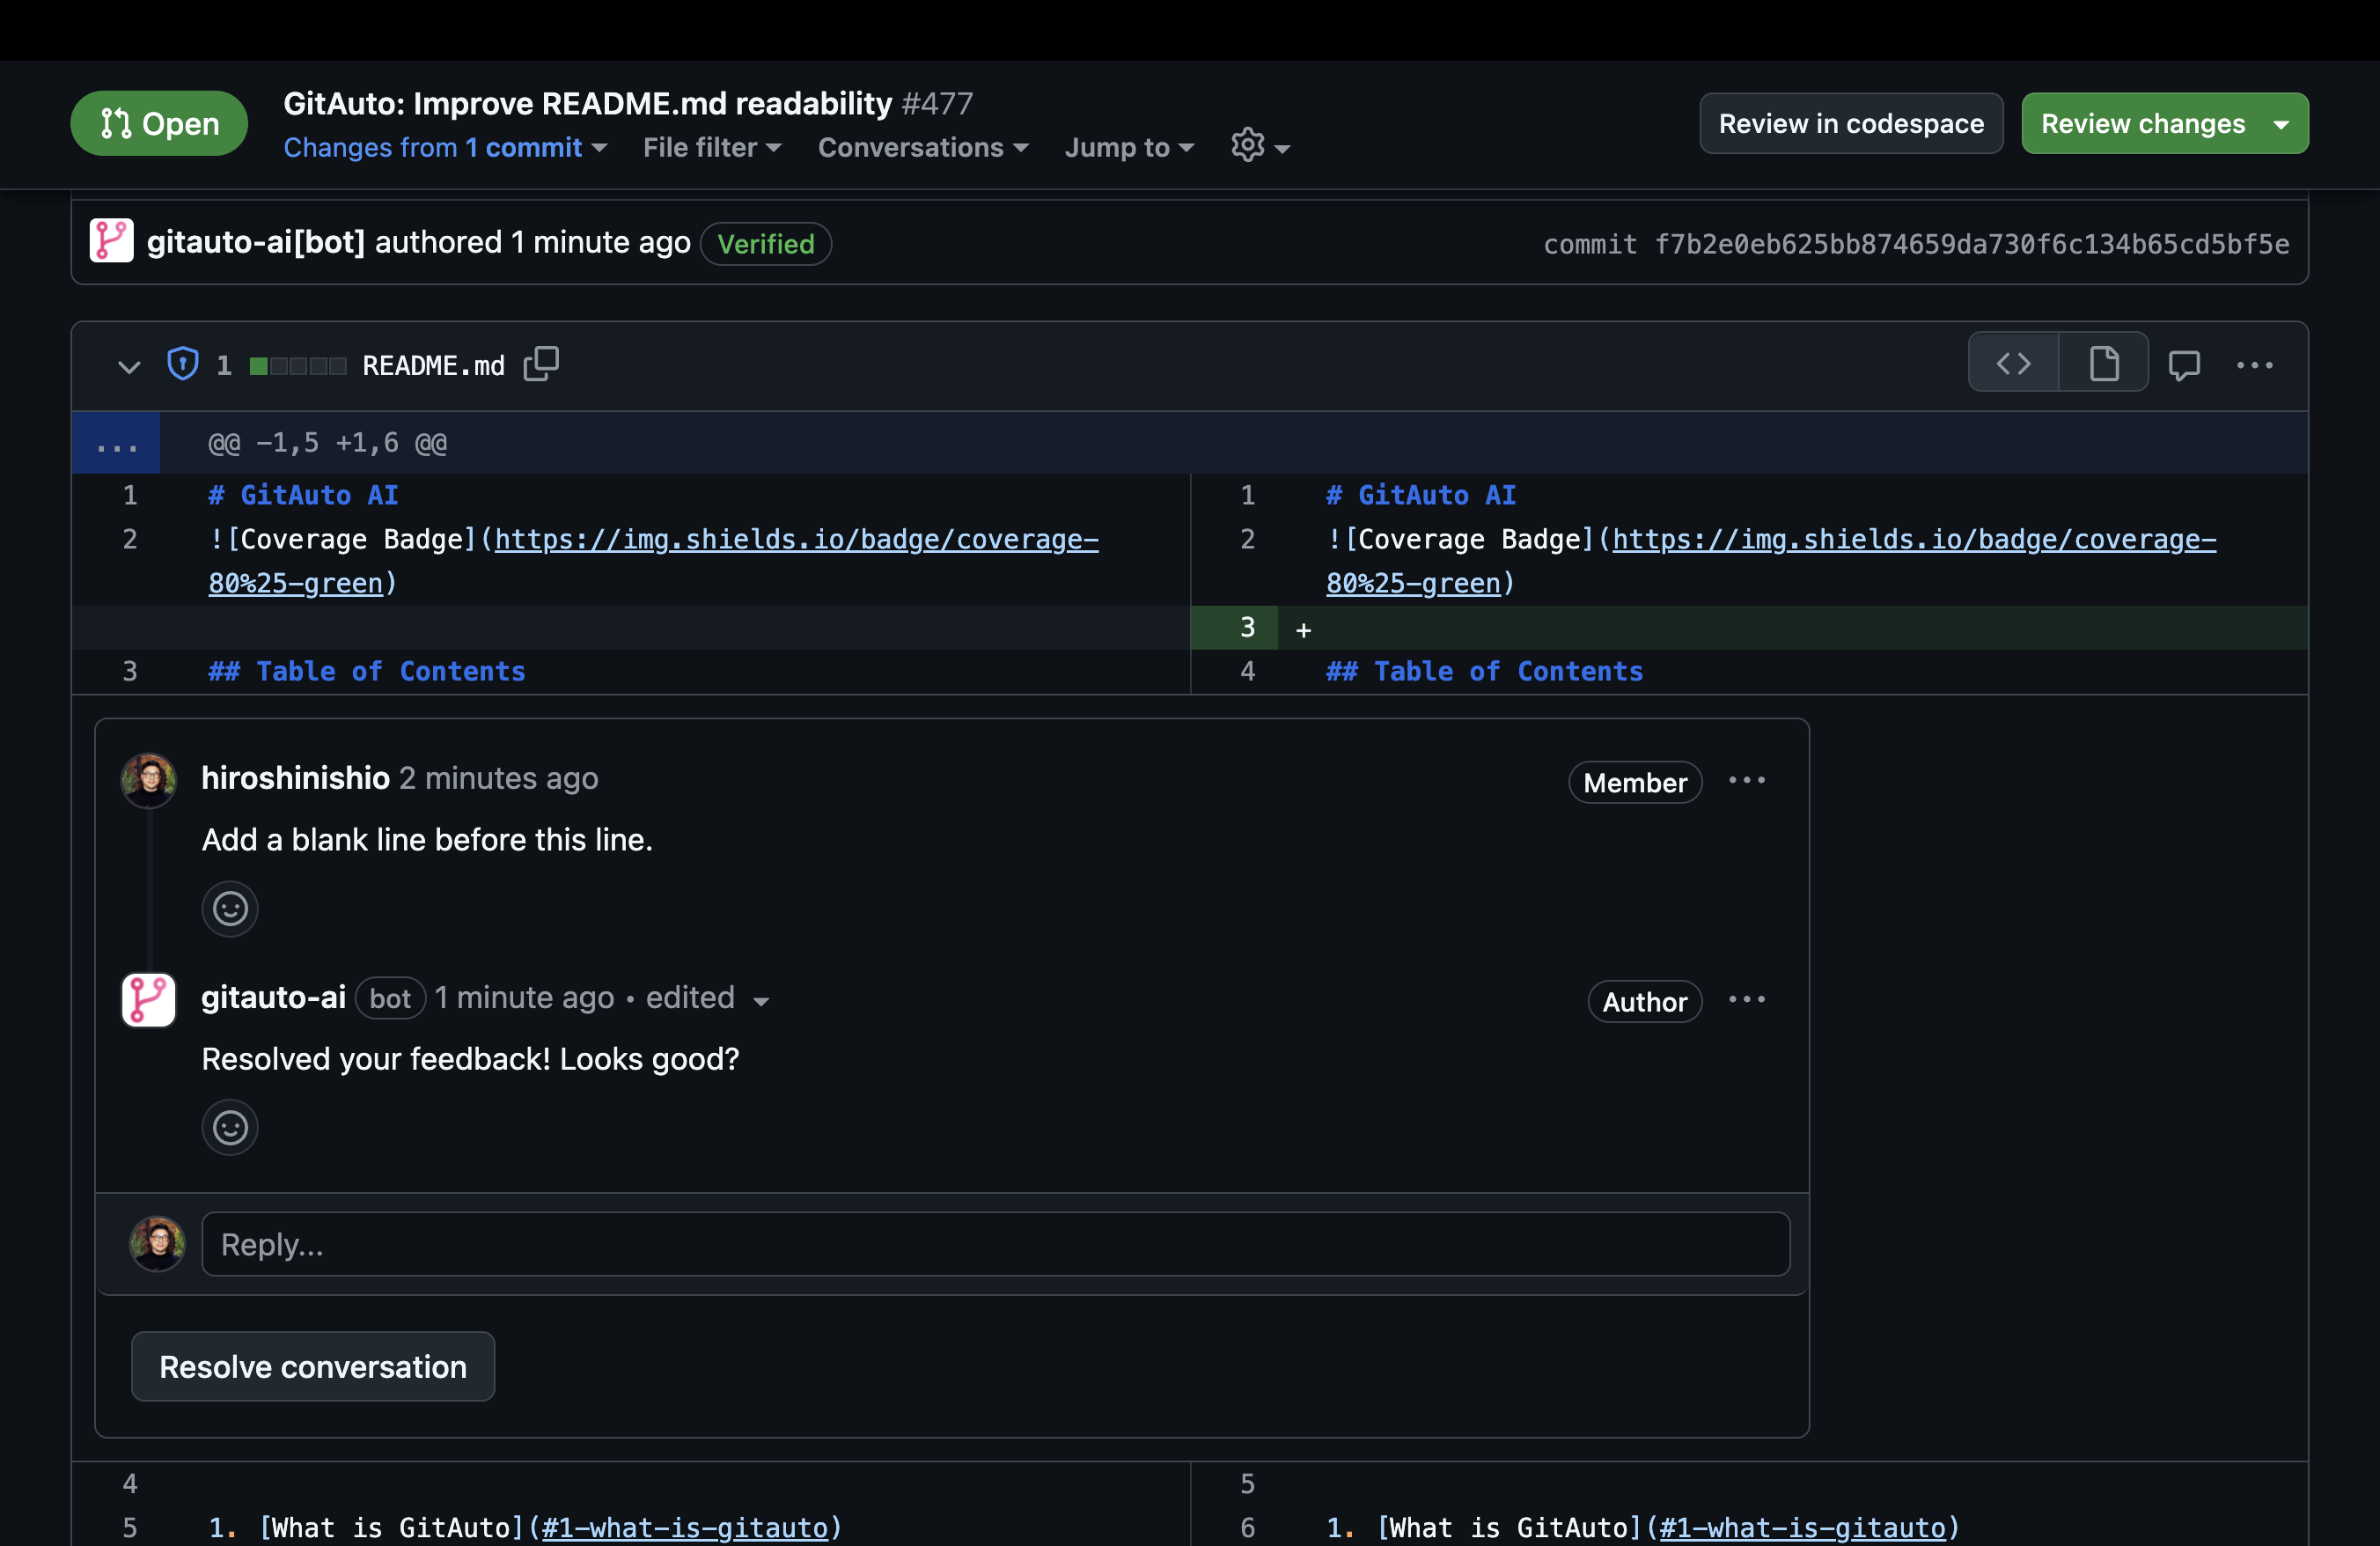 Open
GitAuto: Improve README.md readability #477
Changes from 1 commit File filter Conversations Jump to
Review in codespace
Review changes
gitauto-ai[bot] authored 1 minute ago Verified
commit f7b2e0eb625bb874659da730f6c134b65cd5bf5e
1 README.md
... @@ -1,5 +1,6 @@
1 # GitAuto AI
1 # GitAuto AI
2 ![Coverage Badge](https://img.shields.io/badge/coverage-
80%25-green)
2 ![Coverage Badge](https://img.shields.io/badge/coverage-
80%25-green)
3 +
3 ## Table of Contents
4 ## Table of Contents
hiroshinishio 2 minutes ago
Member
Add a blank line before this line.
gitauto-ai bot 1 minute ago • edited
Author
Resolved your feedback! Looks good?
Reply...
Resolve conversation
4
5
5 1. [What is GitAuto](#1-what-is-gitauto)
6 1. [What is GitAuto](#1-what-is-gitauto)